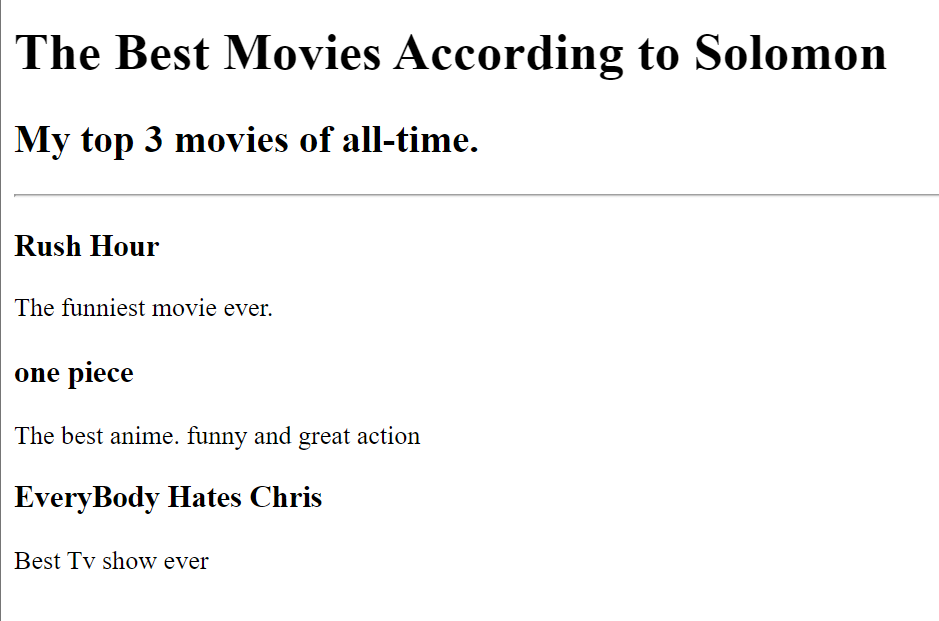 The Best Movies According to Solomon
My top 3 movies of all-time.
Rush Hour
The funniest movie ever.
one piece
The best anime. funny and great action
EveryBody Hates Chris
Best Tv show ever